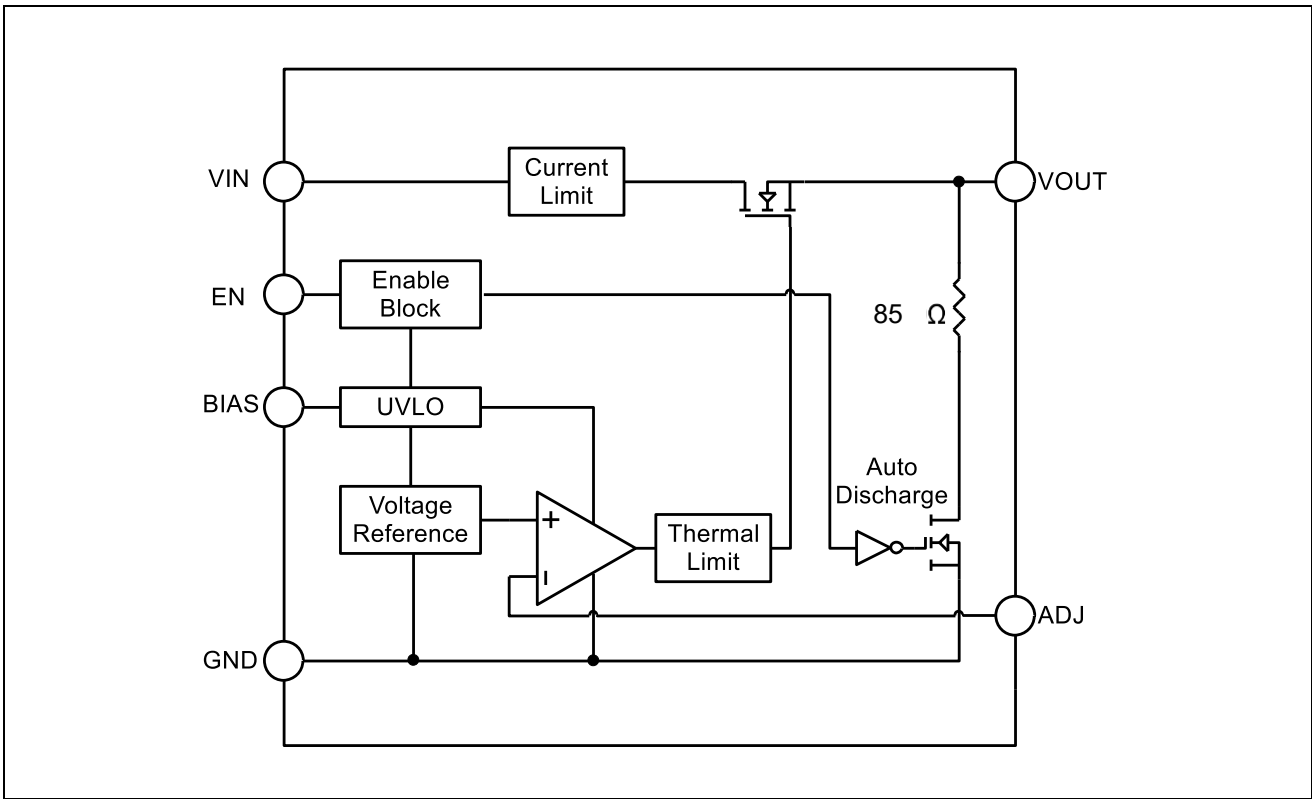 VIN
Current
Limit
VOUT
EN
Enable
Block
85 Ω
BIAS
UVLO
Auto
Discharge
Voltage
Reference
+
Thermal
Limit
ADJ
GND